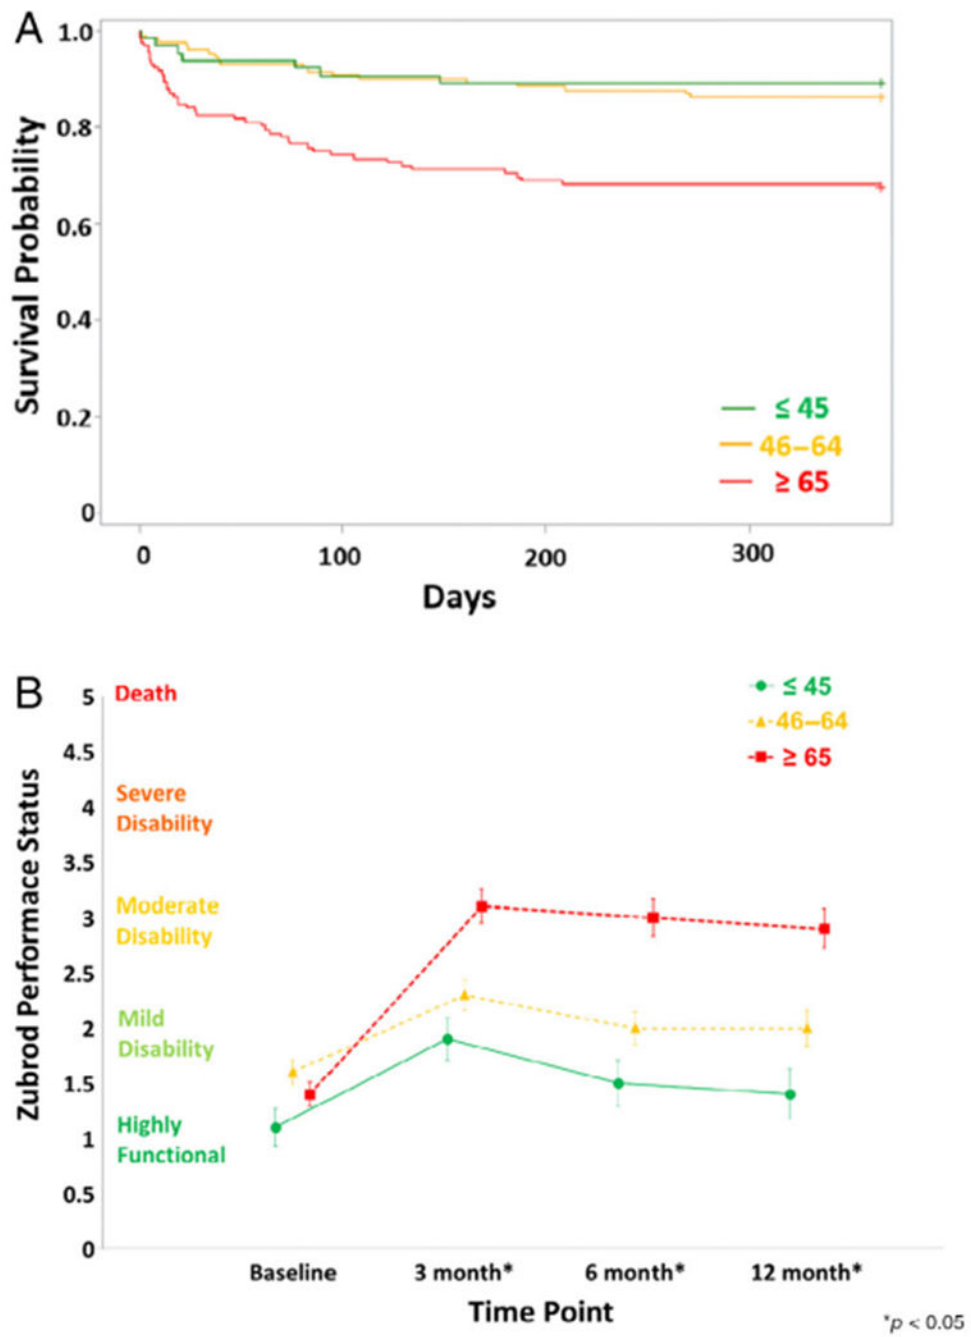 A
1.0
0.8
0.6
0.4
0.2
0
Survival Probability
≤ 45
46–64
≥ 65
0 100 200 300
Days
B
5
4.5
4
3.5
3
2.5
2
1.5
1
0.5
0
Zubrod Performace Status
Death
Severe
Disability
Moderate
Disability
Mild
Disability
Highly
Functional
≤ 45
46–64
≥ 65
Baseline 3 month* 6 month* 12 month*
Time Point
*p < 0.05